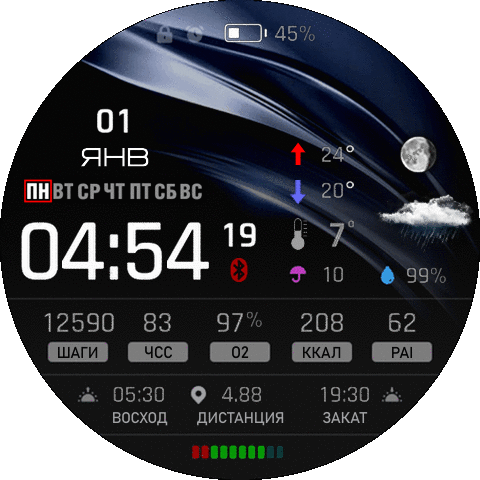 45%
01
ЯНВ
ПН ВТ СР ЧТ ПТ СБ ВС
04:54 19
24°
20°
7°
10 99%
12590 83 97% 208 62
ШАГИ ЧСС О2 ККАЛ PAI
05:30 4.88 19:30
ВОСХОД ДИСТАНЦИЯ ЗАКАТ